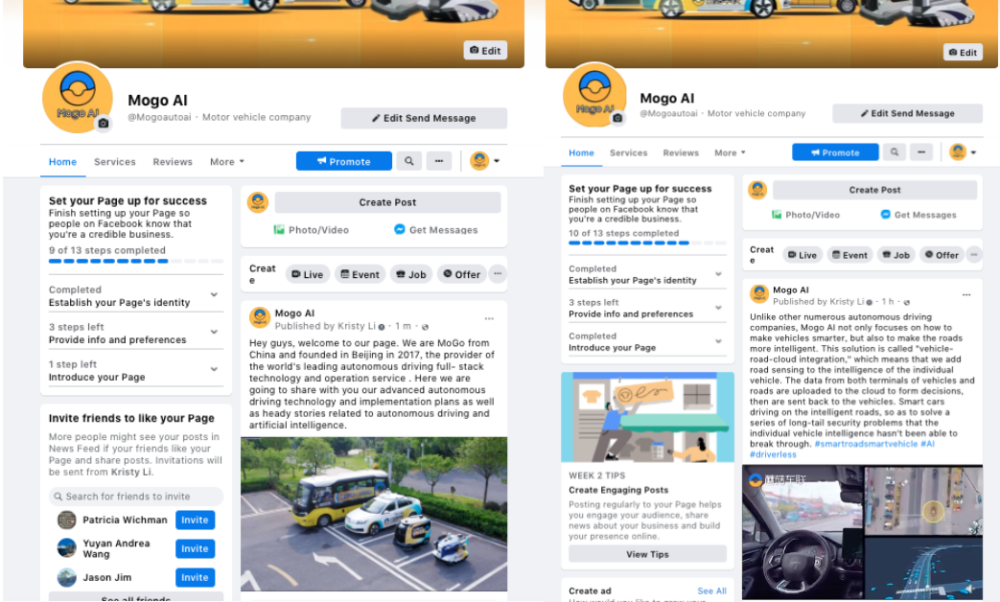 Edit
Mogo AI
Mogo AI
@Mogoautoai · Motor vehicle company
Edit Send Message
Home
Services
Reviews
More
Promote
Set your Page up for success
Finish setting up your Page so
people on Facebook know that
you're a credible business.
9 of 13 steps completed
Completed
Establish your Page's identity
3 steps left
Provide info and preferences
1 step left
Introduce your Page
Invite friends to like your Page
More people might see your posts in
News Feed if your friends like your
Page and share posts. Invitations will
be sent from Kristy Li.
Search for friends to invite
Patricia Wichman
Invite
Yuyan Andrea
Wang
Invite
Jason Jim
Invite
See all friends
Create Post
Photo/Video
Get Messages
Creat
e
Live
Event
Job
Offer
Mogo AI
Published by Kristy Li · 1 m ·
Hey guys, welcome to our page. We are MoGo from
China and founded in Beijing in 2017, the provider of
the world's leading autonomous driving full- stack
technology and operation service . Here we are
going to share with you our advanced autonomous
driving technology and implementation plans as well
as heady stories related to autonomous driving and
artificial intelligence.
Edit
Mogo AI
Mogo AI
@Mogoautoai · Motor vehicle company
Edit Send Message
Home
Services
Reviews
More
Promote
Set your Page up for success
Finish setting up your Page so
people on Facebook know that
you're a credible business.
10 of 13 steps completed
Completed
Establish your Page's identity
3 steps left
Provide info and preferences
Completed
Introduce your Page
WEEK 2 TIPS
Create Engaging Posts
Posting regularly to your Page helps
you engage your audience, share
news about your business and build
your presence online.
View Tips
Create ad
See All
How would you like to grow your
Create Post
Photo/Video
Get Messages
Creat
e
Live
Event
Job
Offer
Mogo AI
Published by Kristy Li · 1 h ·
Unlike other numerous autonomous driving
companies, Mogo AI not only focuses on how to
make vehicles smarter, but also to make the roads
more intelligent. This solution is called "vehicle-
road-cloud integration," which means that we add
road sensing to the intelligence of the individual
vehicle. The data from both terminals of vehicles and
roads are uploaded to the cloud to form decisions,
then are sent back to the vehicles. Smart cars
driving on the intelligent roads, so as to solve a
series of long-tail security problems that the
individual vehicle intelligence hasn't been able to
break through. #smartroadsmartvehicle #AI
#driverless
蘑菇车联